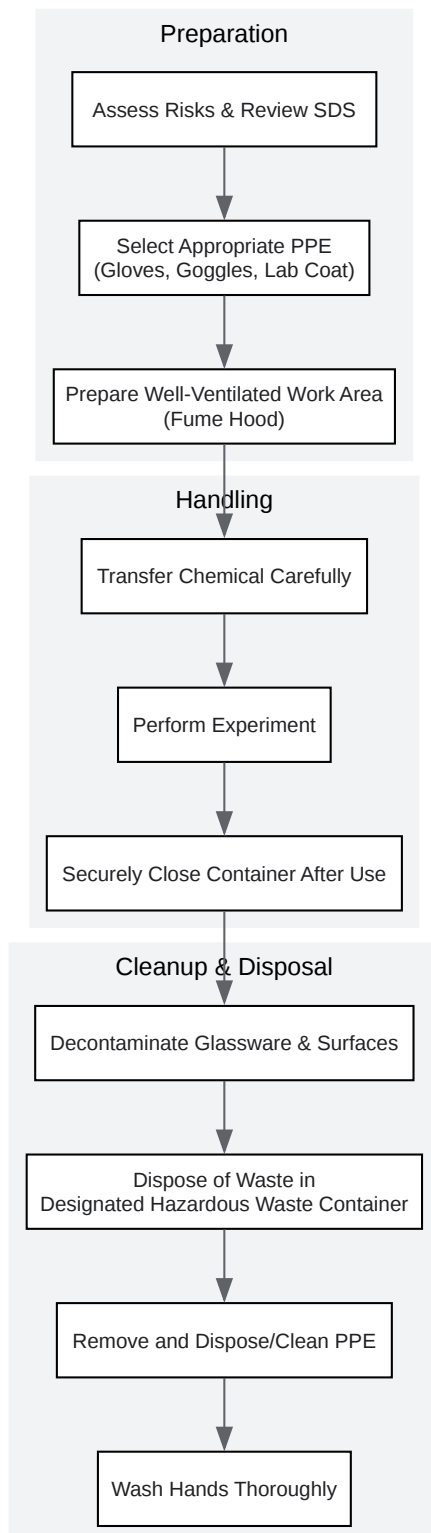 Preparation
Assess Risks & Review SDS
Select Appropriate PPE
(Gloves, Goggles, Lab Coat)
Prepare Well-Ventilated Work Area
(Fume Hood)
Handling
Transfer Chemical Carefully
Perform Experiment
Securely Close Container After Use
Cleanup & Disposal
Decontaminate Glassware & Surfaces
Dispose of Waste in
Designated Hazardous Waste Container
Remove and Dispose/Clean PPE
Wash Hands Thoroughly